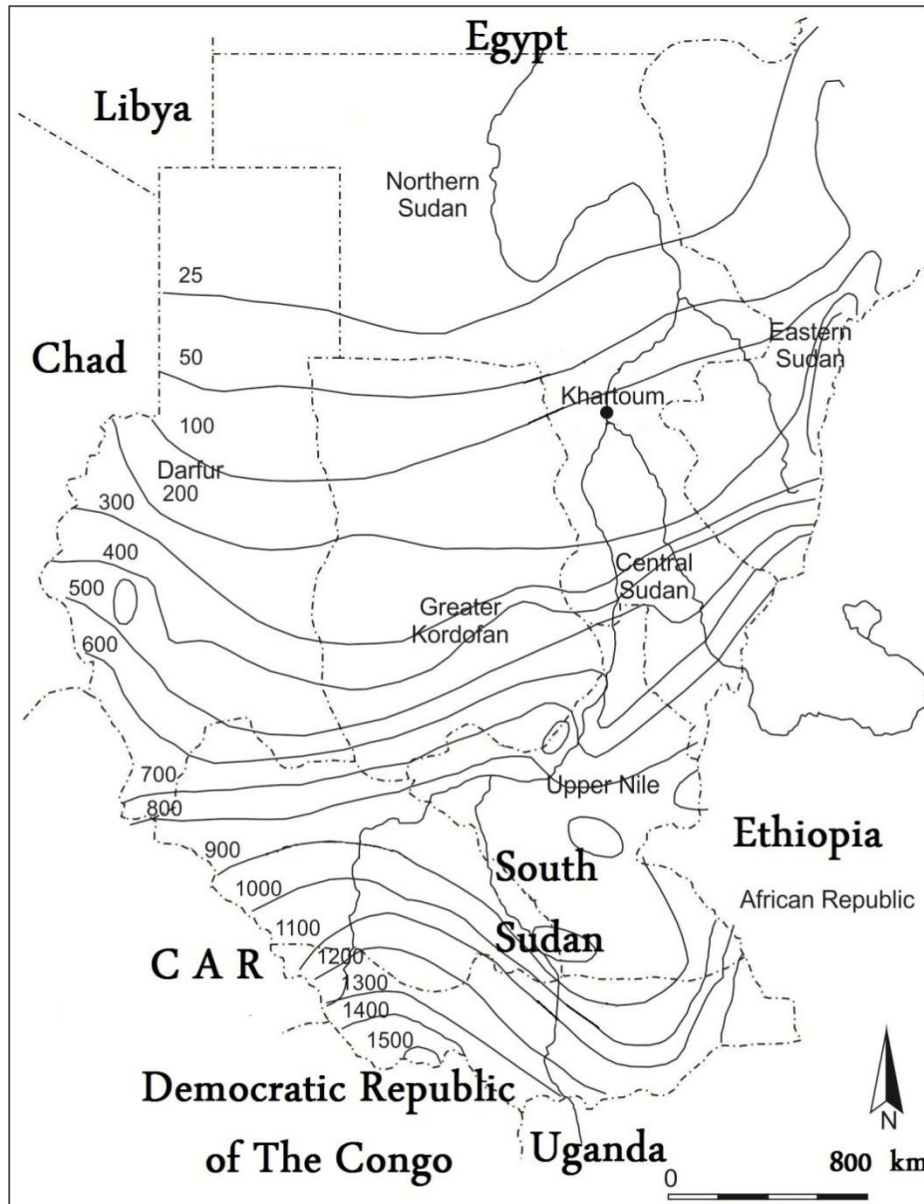 Egypt
Libya
Northern
Sudan
25
Eastern
Sudan
Chad
50
Khartoum
100
Darfur
200
300
400
Central
Sudan
500
Greater
Kordofan
600
700
Upper Nile
800
Ethiopia
900
South
1000
African Republic
1100
Sudan
C A R
1200
1300
1400
1500
Democratic Republic
of The Congo
N
Uganda
800 km
0